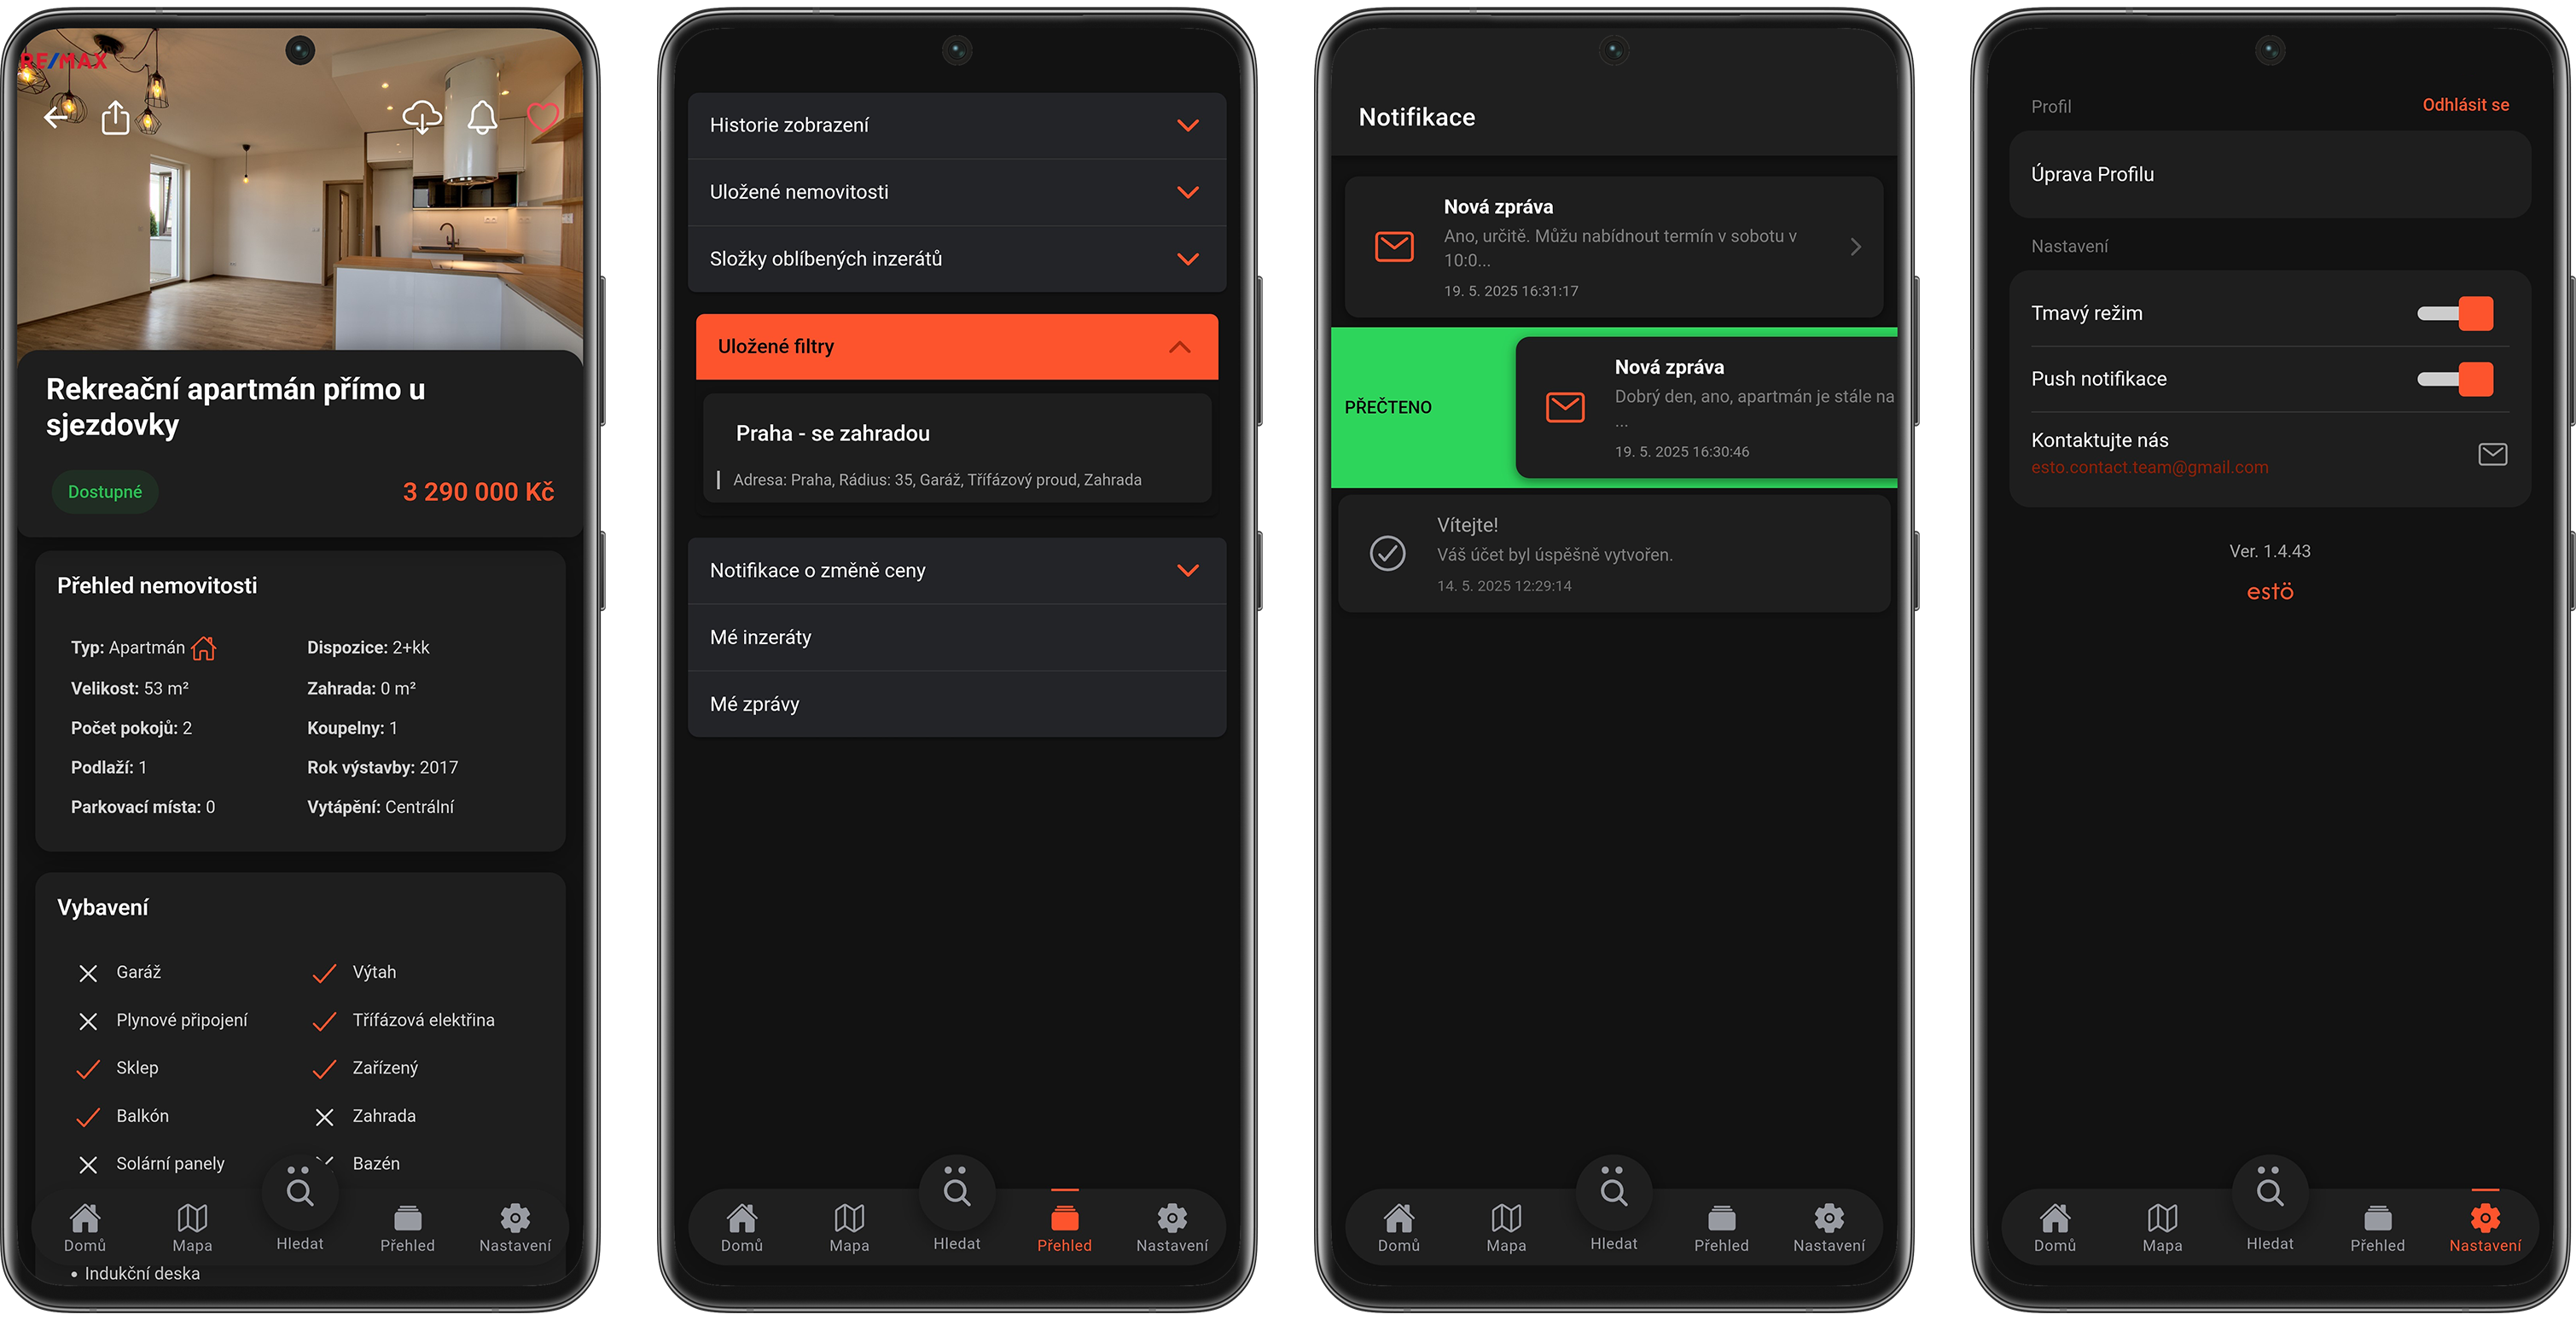 RE/MAX
Rekreační apartmán přímo u
sjezdovky
Dostupné
3 290 000 Kč
Přehled nemovitosti
Typ: Apartmán
Dispozice: 2+kk
Velikost: 53 m²
Zahrada: 0 m²
Počet pokojů: 2
Koupelny: 1
Podlaží: 1
Rok výstavby: 2017
Parkovací místa: 0
Vytápění: Centrální
Vybavení
Garáž
Výtah
Plynové připojení
Třífázová elektřina
Sklep
Zařízený
Balkón
Zahrada
Solární panely
Bazén
Domů
Mapa
Hledat
Přehled
Nastavení
• Indukční deska
Historie zobrazení
Uložené nemovitosti
Složky oblíbených inzerátů
Uložené filtry
Praha - se zahradou
Adresa: Praha, Rádius: 35, Garáž, Třífázový proud, Zahrada
Notifikace o změně ceny
Mé inzeráty
Mé zprávy
Domů
Mapa
Hledat
Přehled
Nastavení
Notifikace
Nová zpráva
Ano, určitě. Můžu nabídnout termín v sobotu v
10:0...
19. 5. 2025 16:31:17
PŘEČTENO
Nová zpráva
Dobrý den, ano, apartmán je stále na
...
19. 5. 2025 16:30:46
Vítejte!
Váš účet byl úspěšně vytvořen.
14. 5. 2025 12:29:14
Domů
Mapa
Hledat
Přehled
Nastavení
Profil
Odhlásit se
Úprava Profilu
Nastavení
Tmavý režim
Push notifikace
Kontaktujte nás
esto.contact.team@gmail.com
Ver. 1.4.43
estö
Domů
Mapa
Hledat
Přehled
Nastavení